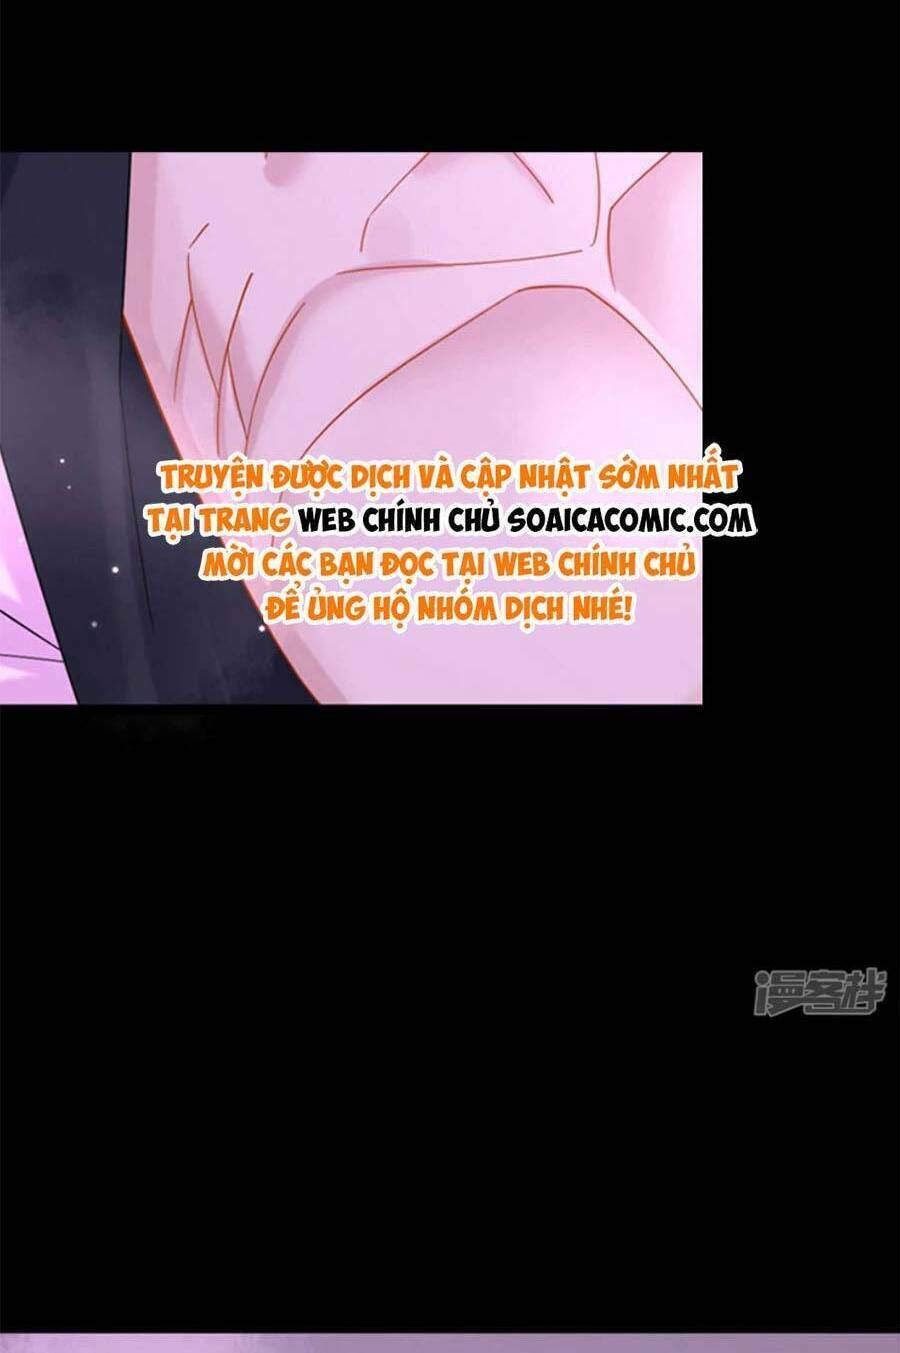 TRUYỆN ĐƯỢC DỊCH VÀ CẬP NHẬT SỚM NHẤT
TẠI TRANG WEB CHÍNH CHỦ SOAICACOMIC.COM
MỜI CÁC BẠN ĐỌC TẠI WEB CHÍNH CHỦ
ĐỂ ỦNG HỘ NHÓM DỊCH NHÉ!
漫客栈